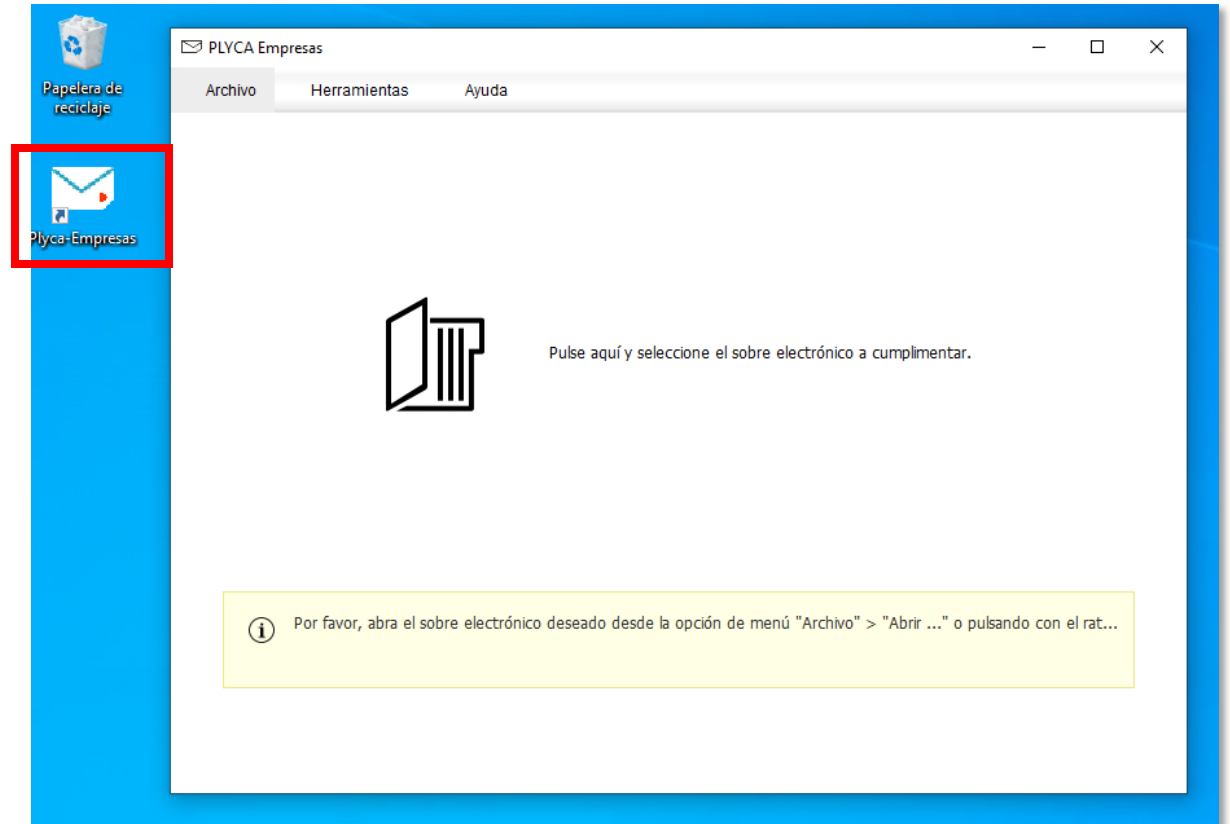 Papelera de
reciclaje
Plyca-Empresas
PLYCA Empresas
Archivo Herramientas Ayuda
Pulse aquí y seleccione el sobre electrónico a cumplimentar.
Por favor, abra el sobre electrónico deseado desde la opción de menú "Archivo" > "Abrir ..." o pulsando con el rat...